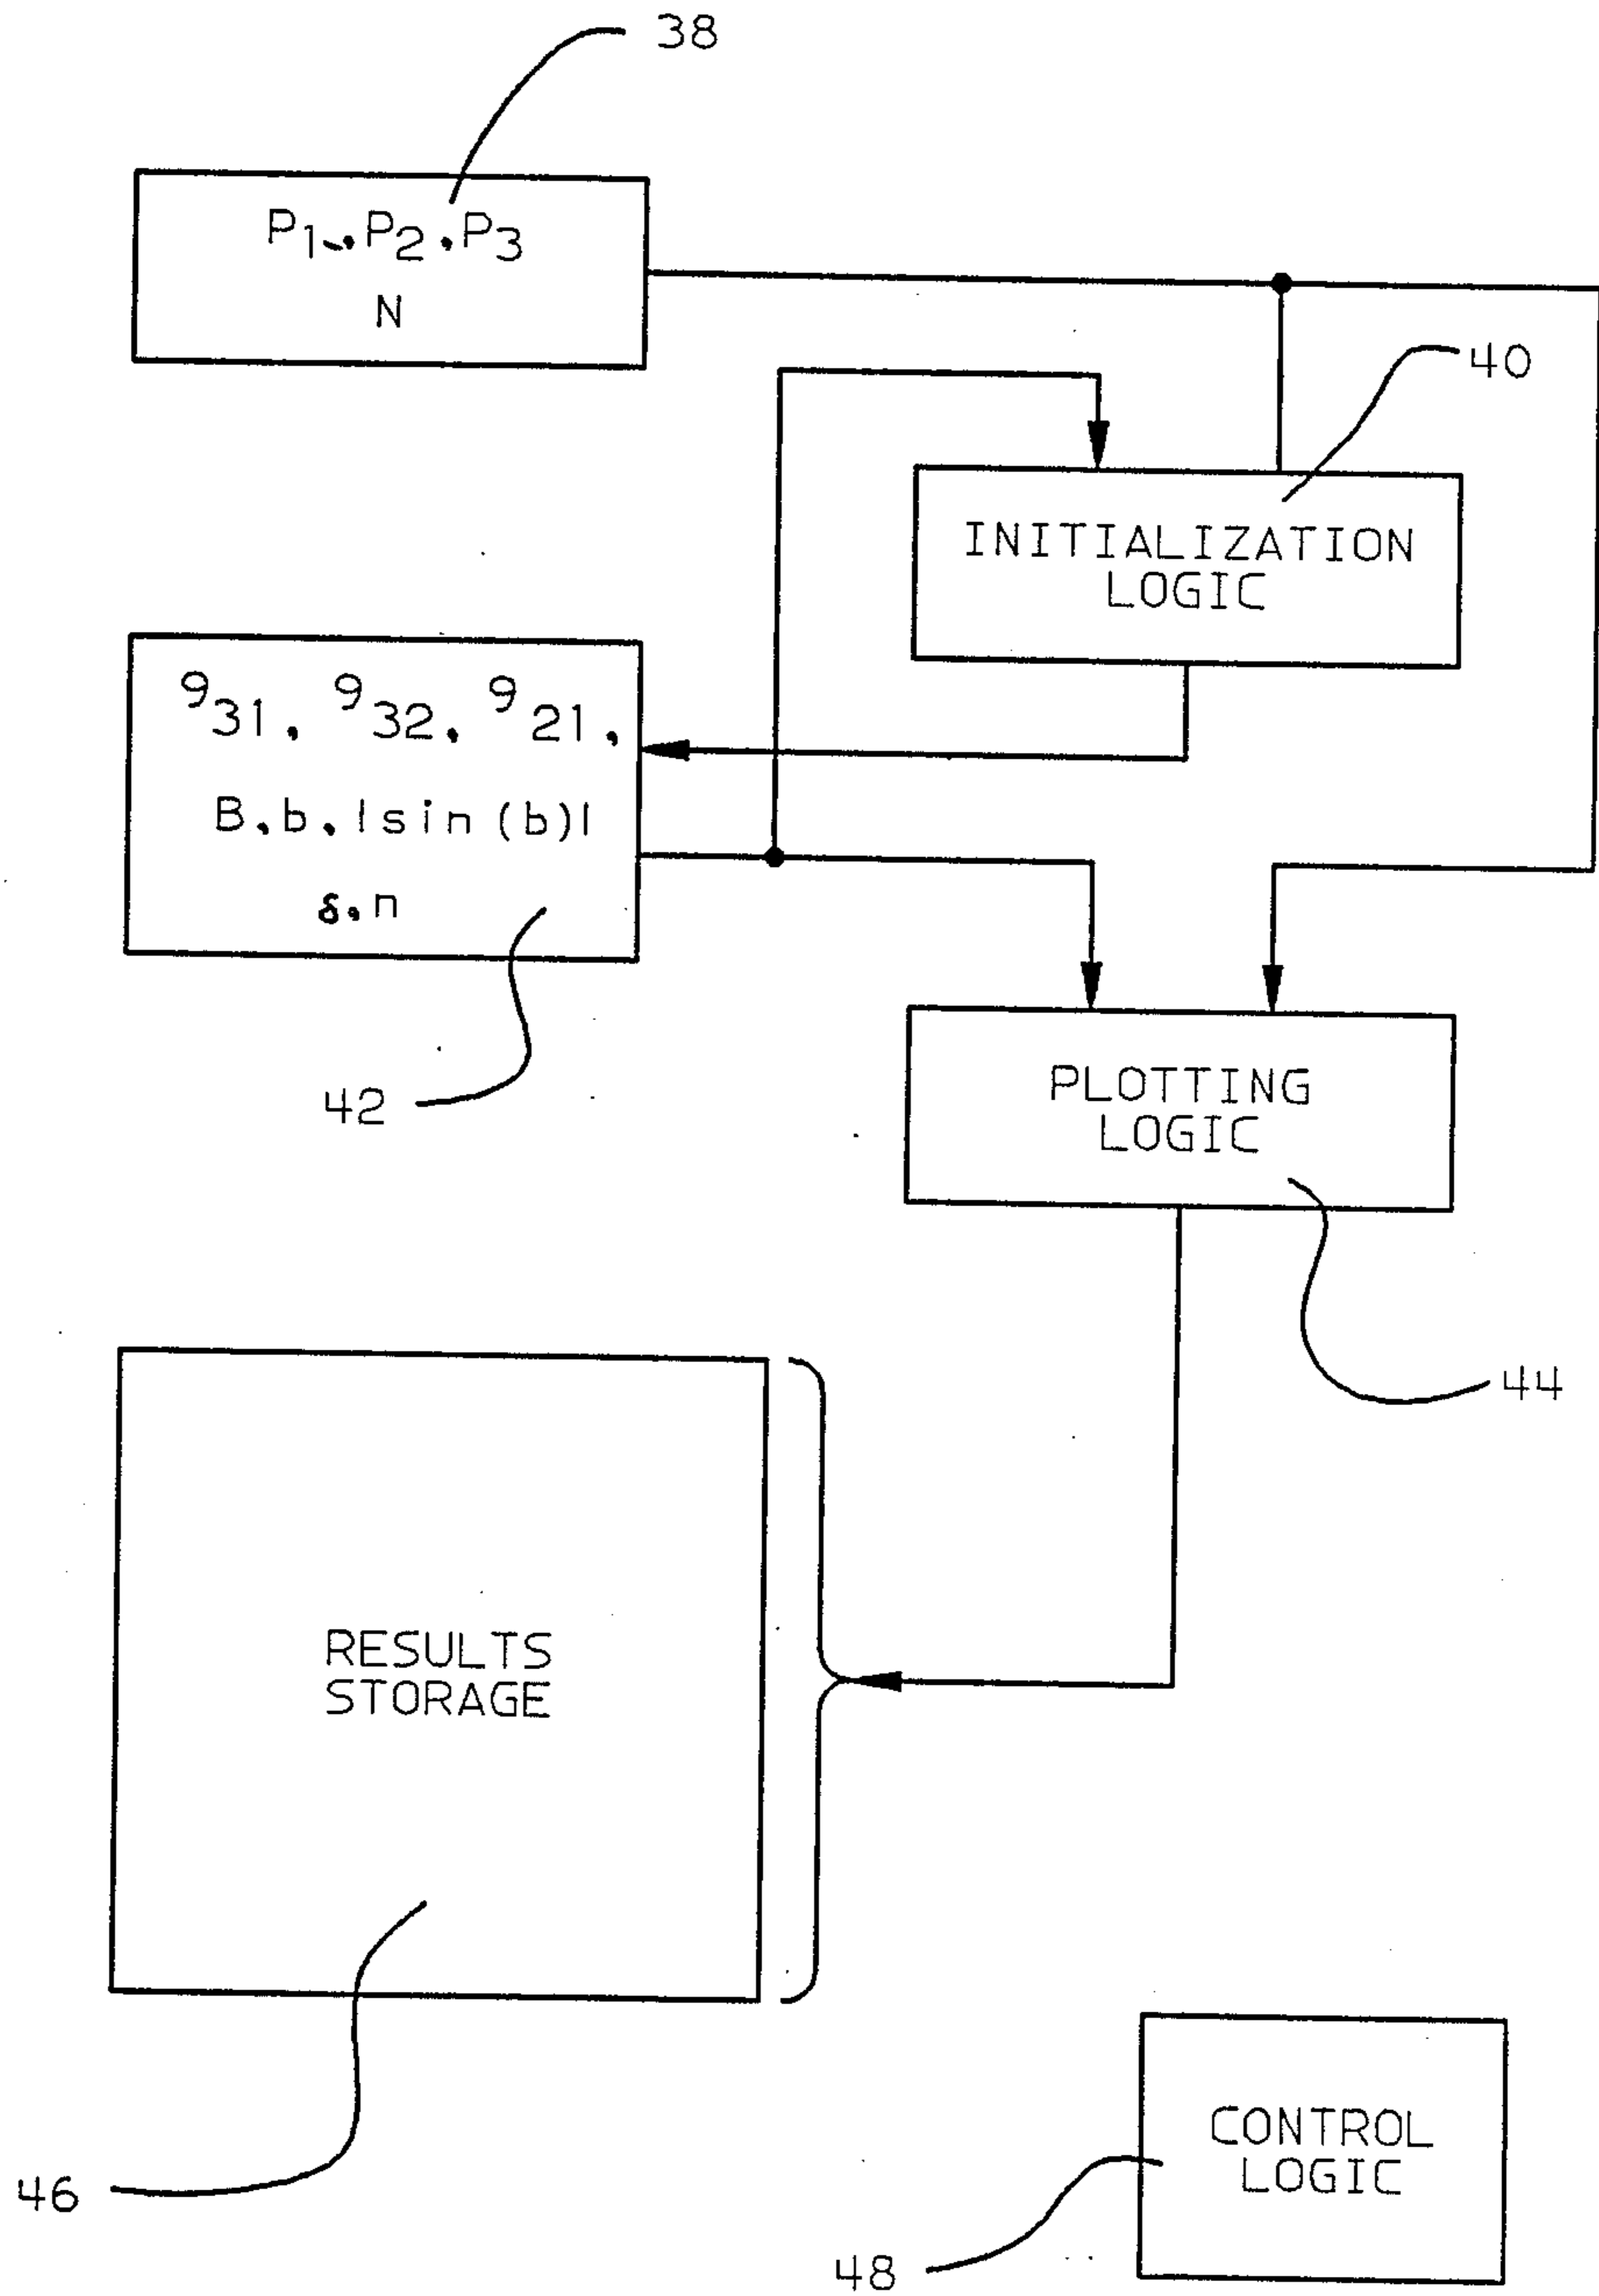 38
P1, P2, P3
N
40
INITIALIZATION
LOGIC
g31, g32, g21,
B, b, |sin (b)|
δ, n
42
PLOTTING
LOGIC
44
RESULTS
STORAGE
46
CONTROL
LOGIC
48